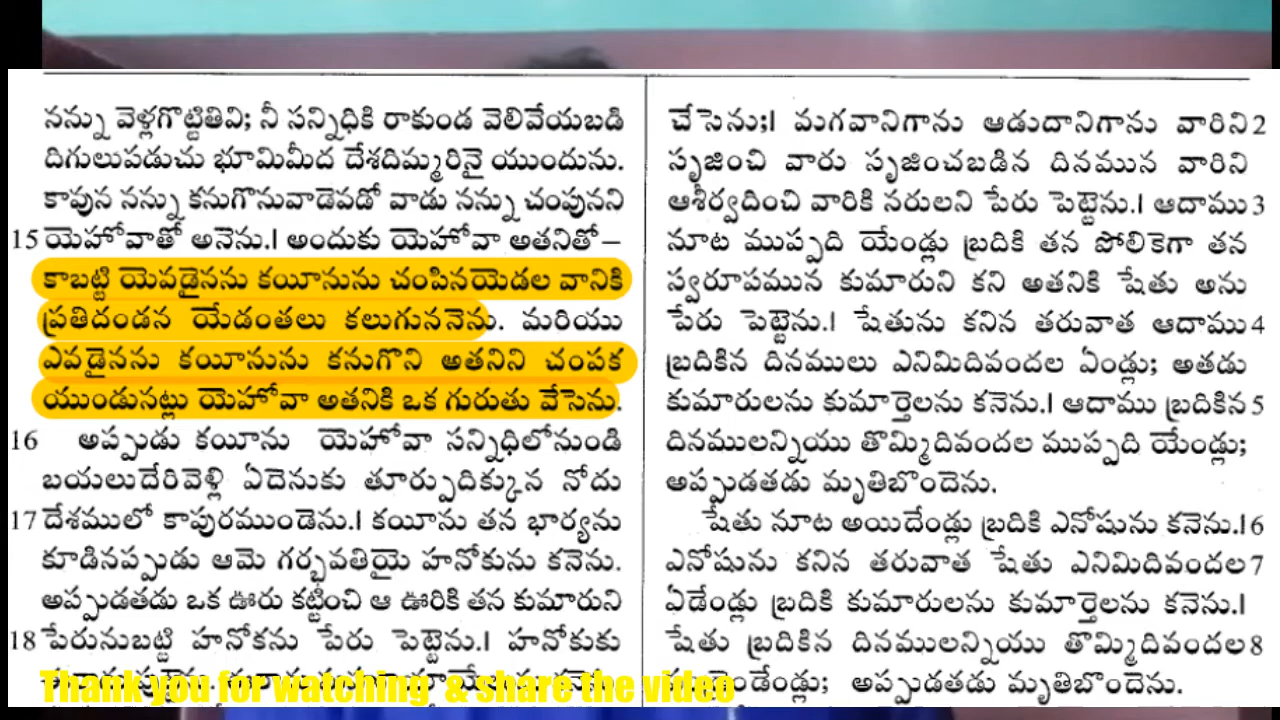 నన్ను వెళ్లగొట్టితివి; నీ సన్నిధికి రాకుండ వెలివేయబడి
దిగులుపడుచు భూమిమీద దేశదిమ్మరినై యుందును.
కావున నన్ను కనుగొనువాడెవడో వాడు నన్ను చంపునని
15 యెహోవాతో అనెను.| అందుకు యెహోవా అతనితో–
కాబట్టి యెవడైనను కయీనును చంపినయెడల వానికి
ప్రతిదండన యేడంతలు కలుగుననెను. మరియు
ఎవడైనను కయీనును కనుగొని అతనిని చంపక
యుండునట్లు యెహోవా అతనికి ఒక గురుతు వేసెను.
16 అప్పుడు కయీను యెహోవా సన్నిధిలోనుండి
బయలుదేరివెళ్లి ఏదెనుకు తూర్పుదిక్కున నోదు
17 దేశములో కాపురముండెను.| కయీను తన భార్యను
కూడినప్పుడు ఆమె గర్భవతియై హనోకును కనెను.
అప్పుడతడు ఒక ఊరు కట్టించి ఆ ఊరికి తన కుమారుని
18 పేరునుబట్టి హనోకను పేరు పెట్టెను.| హనోకుకు
చేసెను;| మగవానిగాను ఆడుదానిగాను వారిని 2
సృజించి వారు సృజించబడిన దినమున వారిని
ఆశీర్వదించి వారికి నరులని పేరు పెట్టెను.| ఆదాము 3
నూట ముప్పది యేండ్లు బ్రదికి తన పోలికెగా తన
స్వరూపమున కుమారుని కని అతనికి షేతు అను
పేరు పెట్టెను.| షేతును కనిన తరువాత ఆదాము 4
బ్రదికిన దినములు ఎనిమిదివందల ఏండ్లు; అతడు
కుమారులను కుమార్తెలను కనెను.| ఆదాము బ్రదికిన 5
దినములన్నియు తొమ్మిదివందల ముప్పది యేండ్లు;
అప్పుడతడు మృతిబొందెను.
షేతు నూట అయిదేండ్లు బ్రదికి ఎనోషును కనెను.| 6
ఎనోషును కనిన తరువాత షేతు ఎనిమిదివందల 7
ఏడేండ్లు బ్రదికి కుమారులను కుమార్తెలను కనెను.|
షేతు బ్రదికిన దినములన్నియు తొమ్మిదివందల 8
అప్పుడతడు మృతిబొందెను.
Thank you for watching & share the video